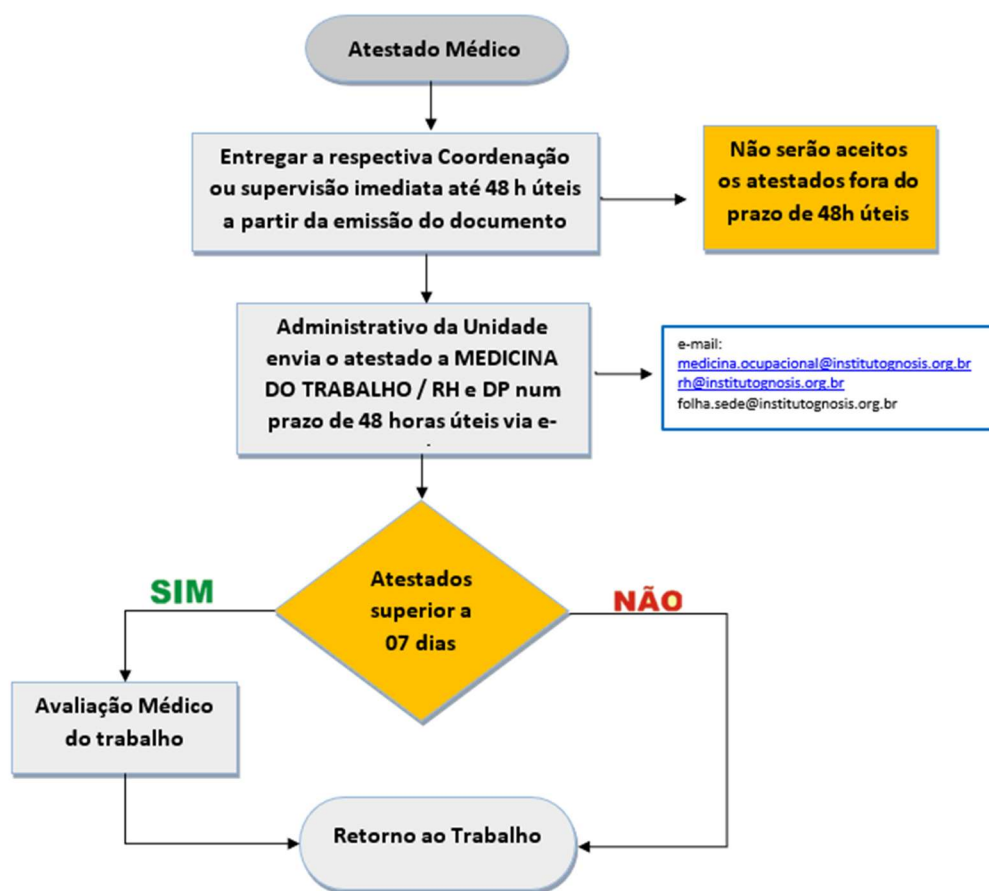 Atestado Médico
Entregar a respectiva Coordenação
ou supervisão imediata até 48 h úteis
a partir da emissão do documento
Não serão aceitos
os atestados fora do
prazo de 48h úteis
Administrativo da Unidade
envia o atestado a MEDICINA
DO TRABALHO / RH e DP num
prazo de 48 horas úteis via e-
.
e-mail:
medicina.ocupacional@institutognosis.org.br
rh@institutognosis.org.br
folha.sede@institutognosis.org.br
SIM
Atestados
superior a
07 dias
NÃO
Avaliação Médico
do trabalho
Retorno ao Trabalho